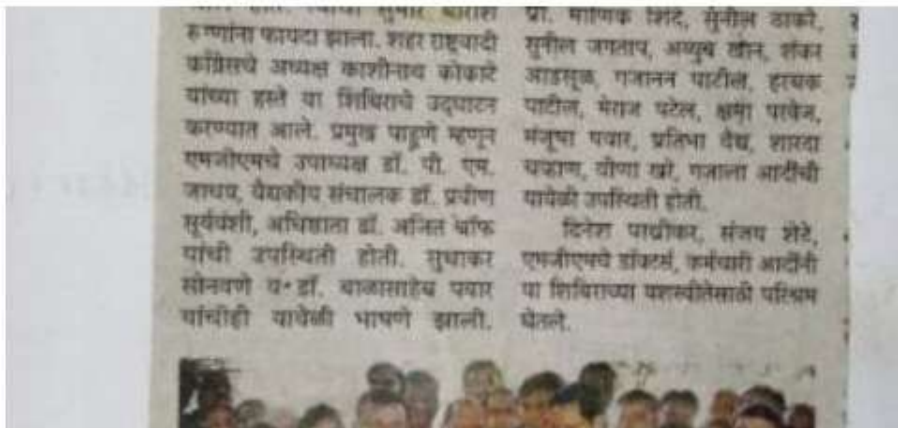 रुग्णांना फायदा झाला. शहर राष्ट्रवादी
काँग्रेसचे अध्यक्ष काशीनाथ कोकाटे
यांच्या हस्ते या शिबिराचे उद्घाटन
करण्यात आले. प्रमुख पाहुणे म्हणून
एमजीएमचे उपाध्यक्ष डॉ. पी. एम.
जाधव, वैद्यकीय संचालक डॉ. प्रवीण
सूर्यवंशी, अधिष्ठाता डॉ. अजित श्रॉफ
यांची उपस्थिती होती. सुधाकर
सोनवणे व डॉ. बाळासाहेब पवार
यांचीही यावेळी भाषणे झाली.
प्रा. माणिक शिंदे, सुनील ठाकरे,
सुनील जगताप, अय्युब खान, शंकर
आडसूळ, गजानन पाटील,
पाटील, मेराज पटेल, क्षमा परवेज,
मंजूषा पवार, प्रतिभा वैद्य, शारदा
चव्हाण, वीणा खरे, गजाला आदींची
यावेळी उपस्थिती होती.
दिनेश पाथ्रीकर, संजय शेटे,
एमजीएमचे डॉक्टर्स, कर्मचारी आदींनी
या शिबिराच्या यशस्वीतेसाठी परिश्रम
घेतले.